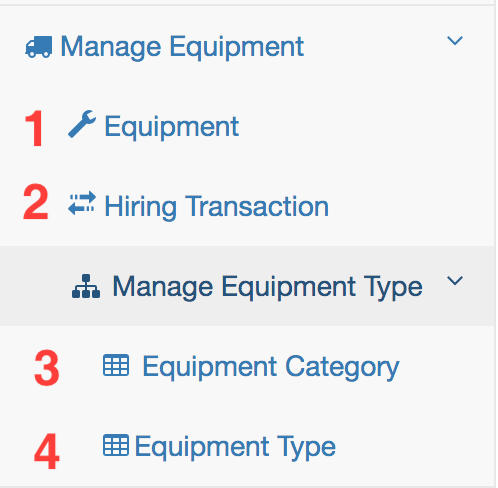 Manage Equipment
1 Equipment
2 Hiring Transaction
Manage Equipment Type
3 Equipment Category
4 Equipment Type